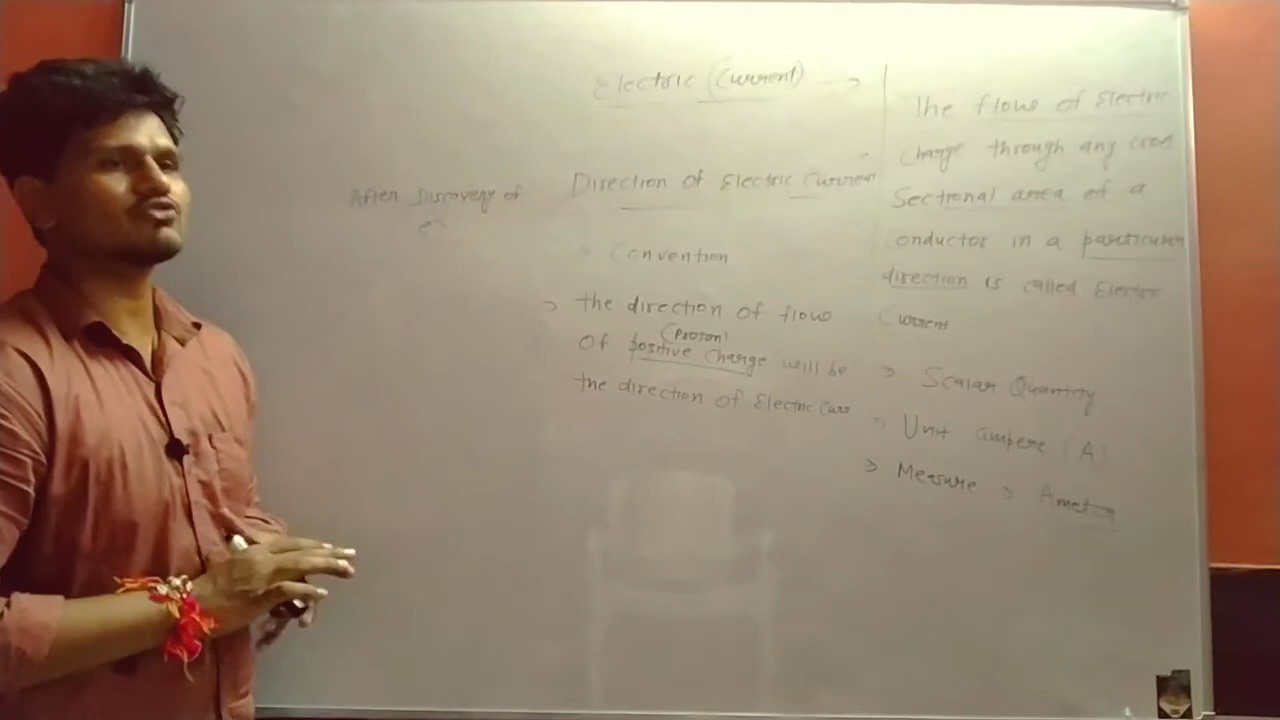 Electric (Current)
The flow of Electric
charge through any cross
Sectional area of a
conductor in a particular
direction is called Electric
Current
> Scalar Quantity
> Unit ampere (A)
> Measure > Ameter
Direction of Electric Current
> Convention
> the direction of flow
(Proton)
Of positive charge will be
the direction of Electric Curr
After Discovery of
e-